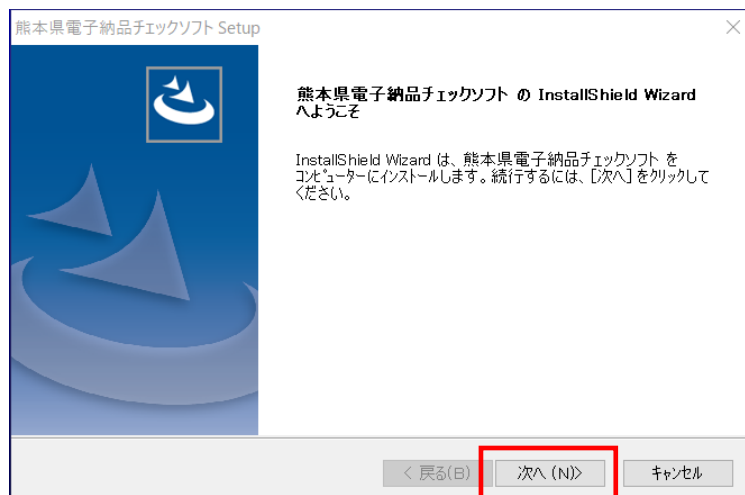 熊本県電子納品チェックソフト Setup
熊本県電子納品チェックソフト の InstallShield Wizard
へようこそ
InstallShield Wizard は、熊本県電子納品チェックソフト を
コンピューターにインストールします。続行するには、[次へ] をクリックして
ください。
< 戻る(B)
次へ (N)>
キャンセル